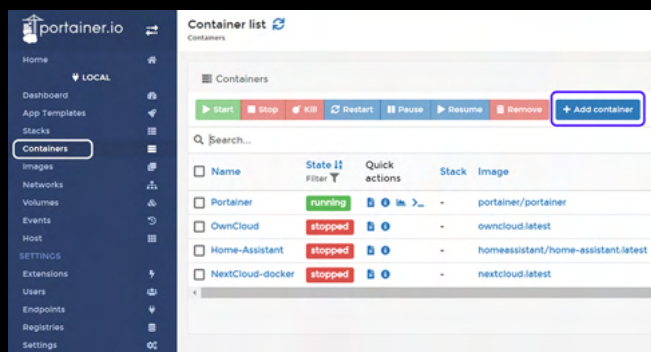 portainer.io
Home
LOCAL
Dashboard
App Templates
Stacks
Containers
Images
Networks
Volumes
Events
Host
SETTINGS
Extensions
Users
Endpoints
Registries
Settings
Container list
Containers
Containers
Start Stop Kill Restart Pause Resume Remove + Add container
Search...
Name State Filter Quick actions Stack Image
Portainer running >_ - portainer/portainer
OwnCloud stopped - owncloud:latest
Home-Assistant stopped - homeassistant/home-assistant:latest
NextCloud-docker stopped - nextcloud:latest